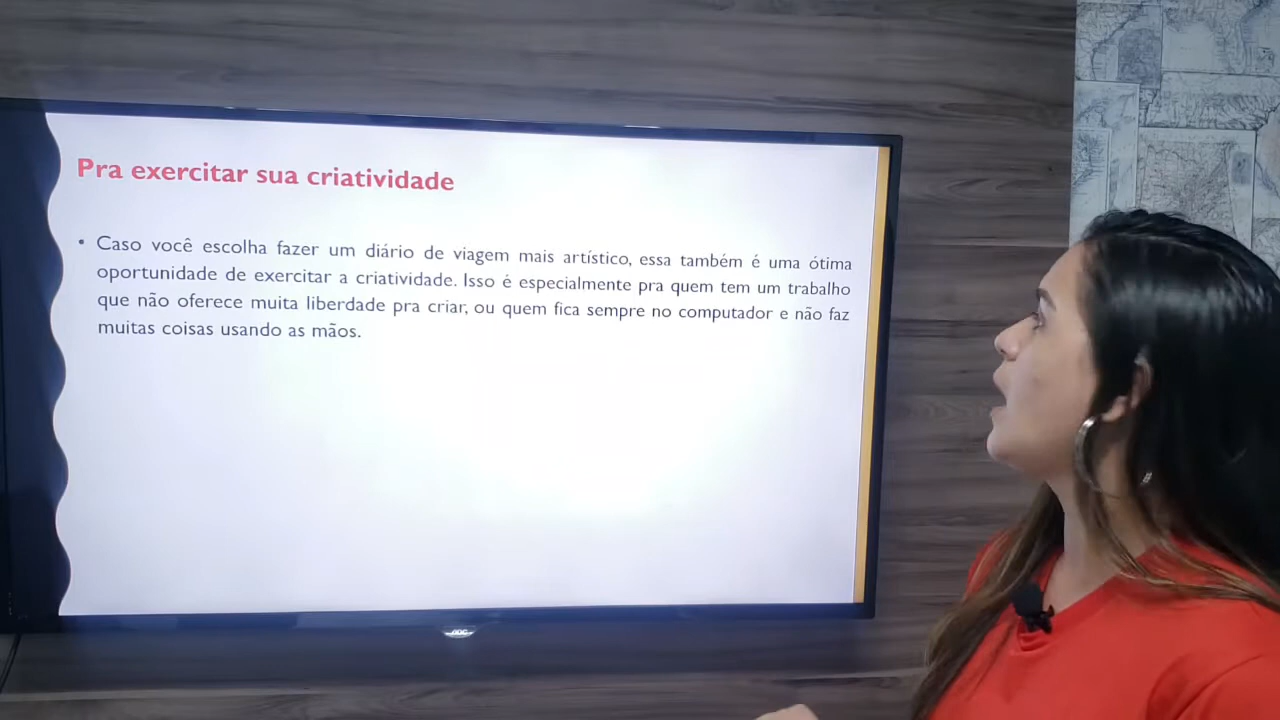 Pra exercitar sua criatividade
• Caso você escolha fazer um diário de viagem mais artístico, essa também é uma ótima
oportunidade de exercitar a criatividade. Isso é especialmente pra quem tem um trabalho
que não oferece muita liberdade pra criar, ou quem fica sempre no computador e não faz
muitas coisas usando as mãos.
AOC